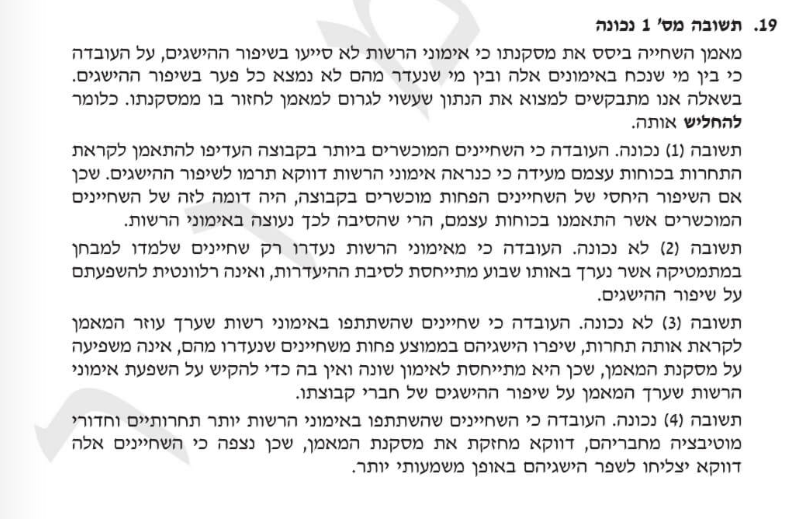 19. תשובה מס' 1 נכונה
מאמן השחייה ביסס את מסקנתו כי אימוני הרשות לא סייעו בשיפור ההישגים, על העובדה
כי בין מי שנכח באימונים אלה ובין מי שנעדר מהם לא נמצא כל פער בשיפור ההישגים.
בשאלה אנו מתבקשים למצוא את הנתון שעשוי לגרום למאמן לחזור בו ממסקנתו. כלומר
להחליש אותה.
תשובה (1) נכונה. העובדה כי השחיינים המוכשרים ביותר בקבוצה העדיפו להתאמן לקראת
התחרות בכוחות עצמם מעידה כי כנראה אימוני הרשות דווקא תרמו לשיפור ההישגים. שכן
אם השיפור היחסי של השחיינים הפחות מוכשרים בקבוצה, היה דומה לזה של השחיינים
המוכשרים אשר התאמנו בכוחות עצמם, הרי שהסיבה לכך נעוצה באימוני הרשות.
תשובה (2) לא נכונה. העובדה כי מאימוני הרשות נעדרו רק שחיינים שלמדו למבחן
במתמטיקה אשר נערך באותו שבוע מתייחסת לסיבת ההיעדרות, ואינה רלוונטית להשפעתם
על שיפור ההישגים.
תשובה (3) לא נכונה. העובדה כי שחיינים שהשתתפו באימוני רשות שערך עוזר המאמן
לקראת אותה תחרות, שיפרו הישגיהם בממוצע פחות משחיינים שנעדרו מהם, אינה משפיעה
על מסקנת המאמן, שכן היא מתייחסת לאימון שונה ואין בה כדי להקיש על השפעת אימוני
הרשות שערך המאמן על שיפור ההישגים של חברי קבוצתו.
תשובה (4) נכונה. העובדה כי השחיינים שהשתתפו באימוני הרשות יותר תחרותיים וחדורי
מוטיבציה מחבריהם, דווקא מחזקת את מסקנת המאמן, שכן נצפה כי השחיינים אלה
דווקא יצליחו לשפר הישגיהם באופן משמעותי יותר.